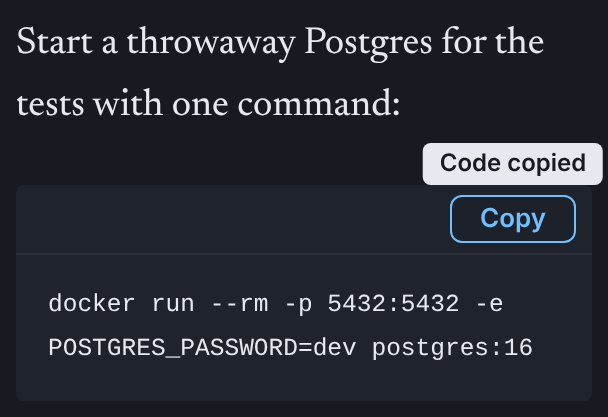 Start a throwaway Postgres for the
tests with one command:
Code copied
Copy
docker run --rm -p 5432:5432 -e
POSTGRES_PASSWORD=dev postgres:16